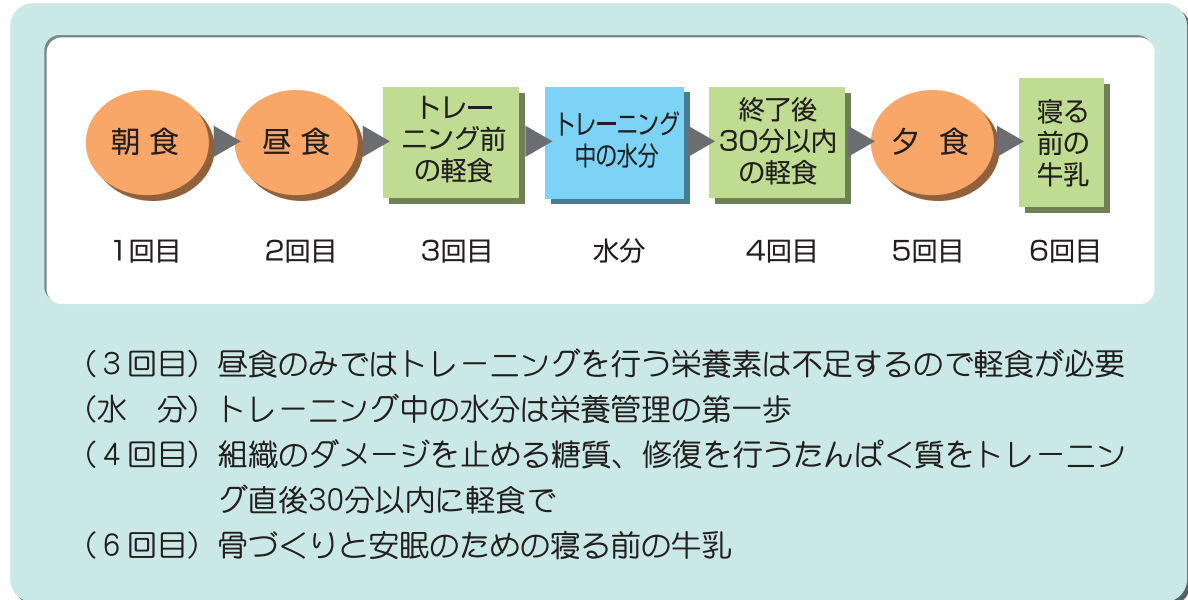 朝食
昼食
トレー
ニング前
の軽食
トレーニング
中の水分
終了後
30分以内
の軽食
夕食
寝る
前の
牛乳
1回目
2回目
3回目
水分
4回目
5回目
6回目
（3回目）昼食のみではトレーニングを行う栄養素は不足するので軽食が必要
（水　分）トレーニング中の水分は栄養管理の第一歩
（4回目）組織のダメージを止める糖質、修復を行うたんぱく質をトレーニン
グ直後30分以内に軽食で
（6回目）骨づくりと安眠のための寝る前の牛乳